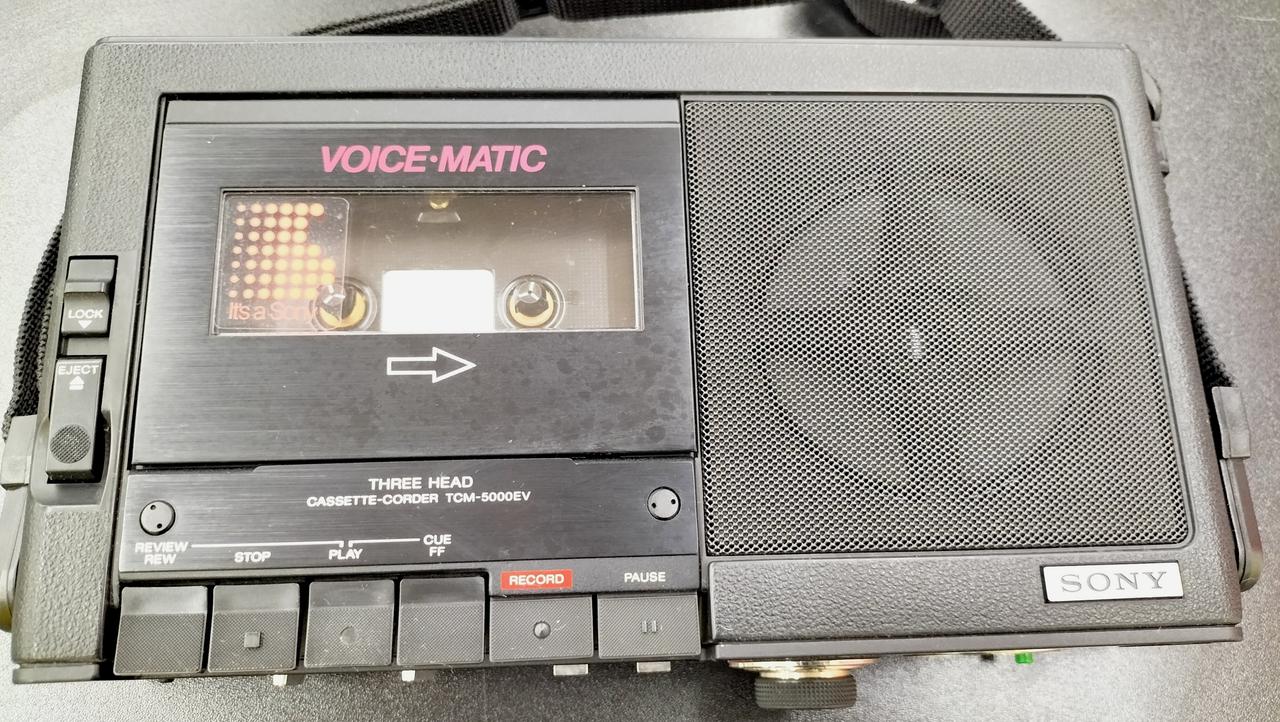 VOICE·MATIC
It's a Sony
LOCK
EJECT
THREE HEAD
CASSETTE-CORDER TCM-5000EV
REVIEW
REW
STOP
PLAY
CUE
FF
RECORD
PAUSE
SONY